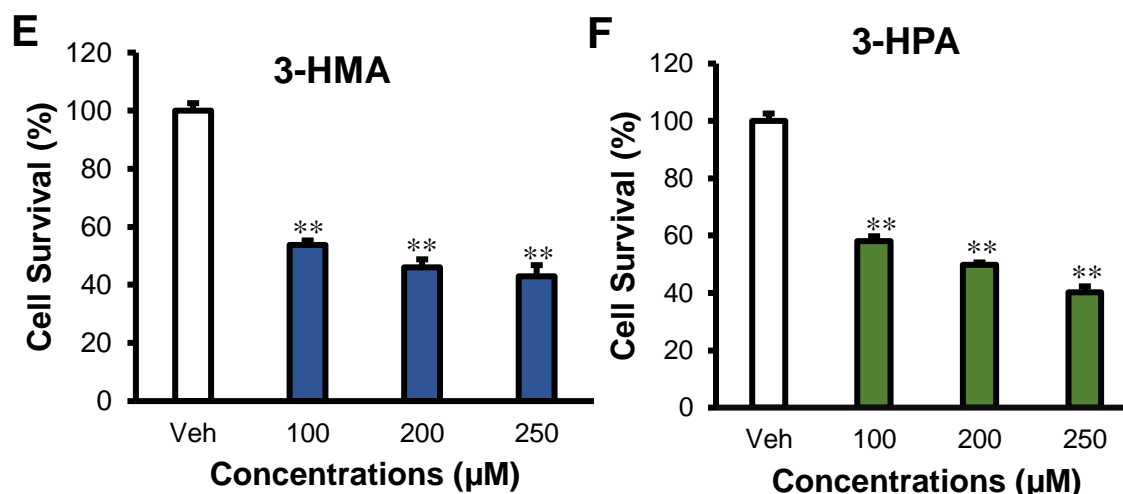 E
3-HMA
Cell Survival (%)
120
100
80
60
40
20
0
**
**
**
Veh 100 200 250
Concentrations (µM)
F
3-HPA
Cell Survival (%)
120
100
80
60
40
20
0
**
**
**
Veh 100 200 250
Concentrations (µM)